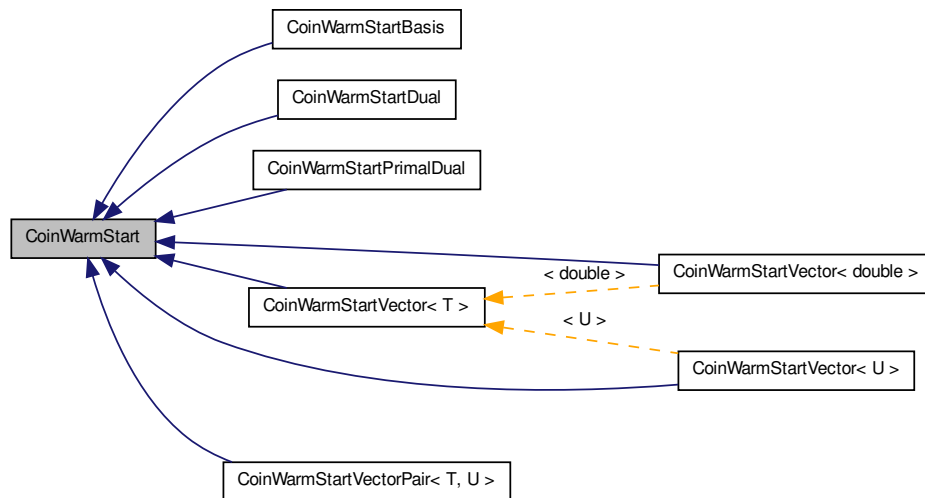 CoinWarmStartBasis
CoinWarmStartDual
CoinWarmStartPrimalDual
CoinWarmStart
< double >
CoinWarmStartVector< double >
CoinWarmStartVector< T >
< U >
CoinWarmStartVector< U >
CoinWarmStartVectorPair< T, U >